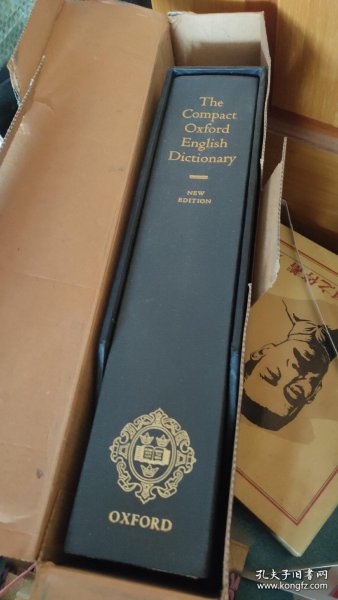 The
Compact
Oxford
English
Dictionary
NEW
EDITION
OXFORD
孔夫子旧书网
www.kongfz.com